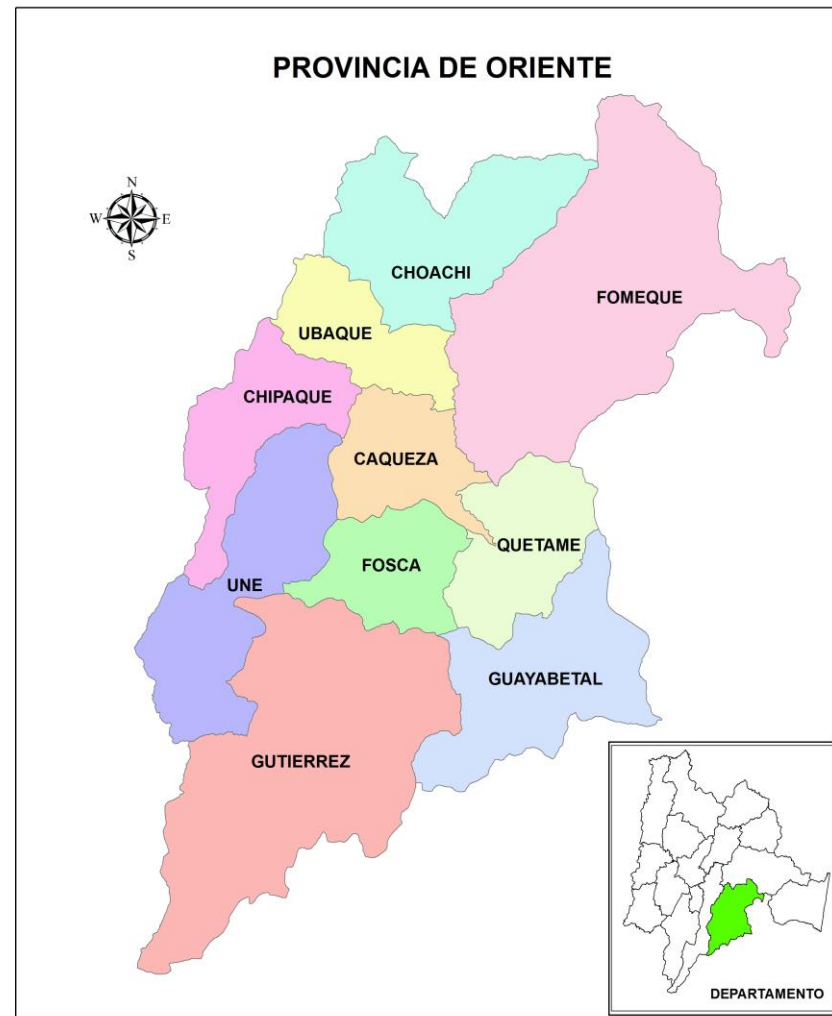 PROVINCIA DE ORIENTE
N
W E
S
CHOACHI
FOMEQUE
UBAQUE
CHIPAQUE
CAQUEZA
QUETAME
FOSCA
UNE
GUAYABETAL
GUTIERREZ
DEPARTAMENTO